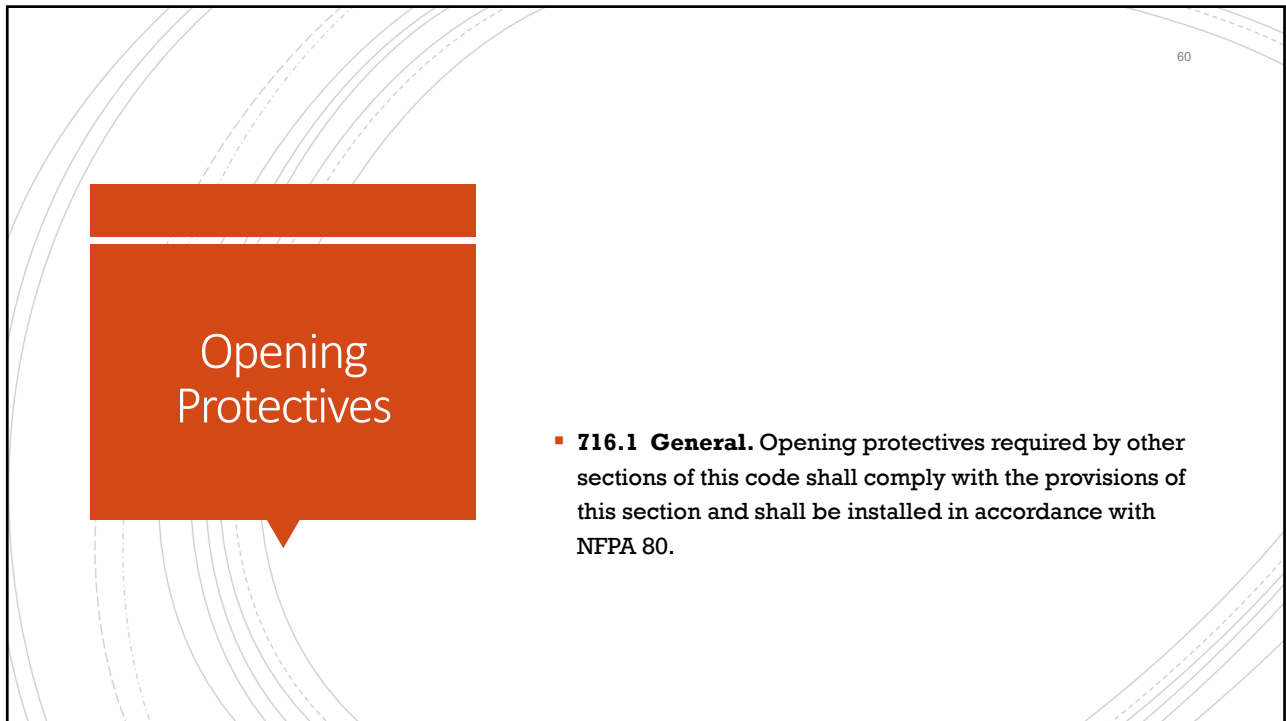 60
Opening
Protectives
▪ 716.1 General. Opening protectives required by other
sections of this code shall comply with the provisions of
this section and shall be installed in accordance with
NFPA 80.